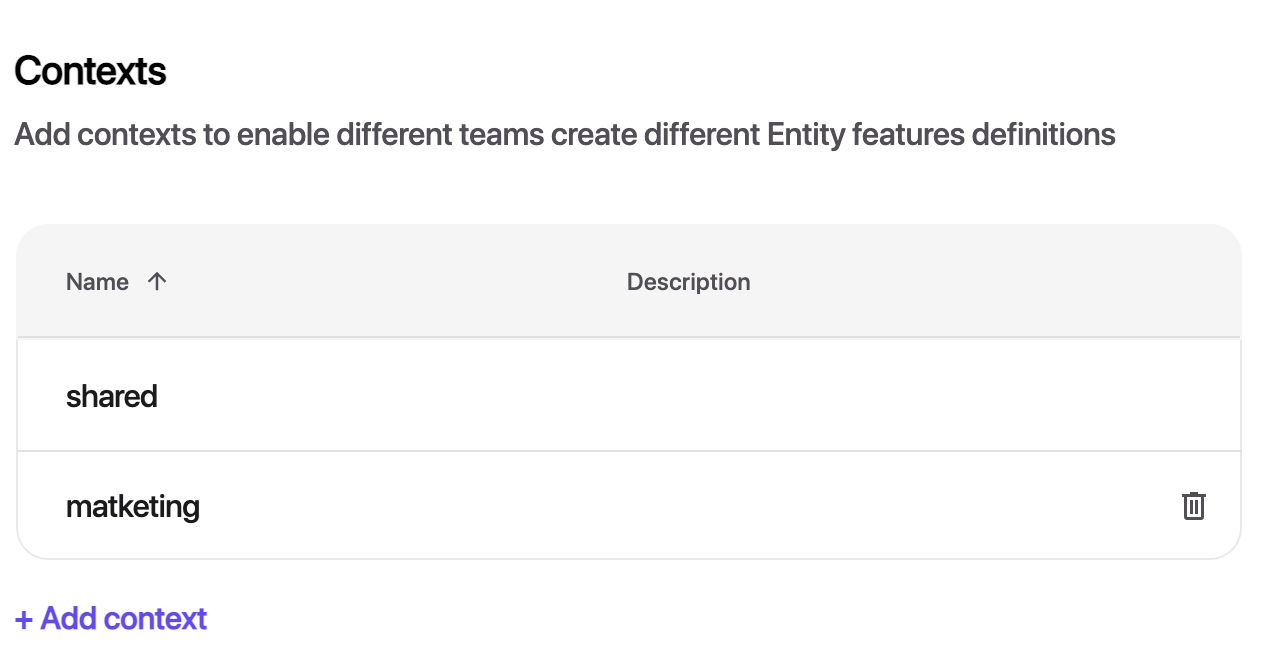 Contexts
Add contexts to enable different teams create different Entity features definitions
Name ↑ Description
shared
matketing
+ Add context